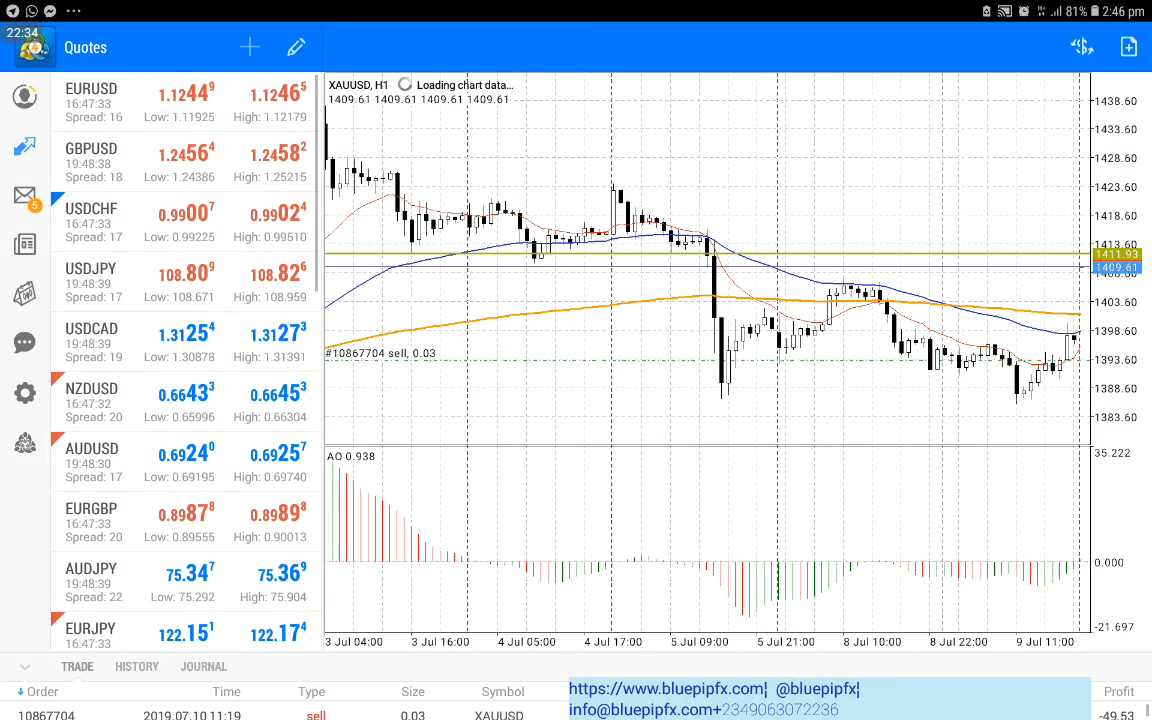 81% 2:46 pm
22:34
Quotes
EURUSD
16:47:33
Spread: 16
1.12449
Low: 1.11925
1.12465
High: 1.12179
GBPUSD
19:48:38
Spread: 18
1.24564
Low: 1.24386
1.24582
High: 1.25215
USDCHF
16:47:33
Spread: 17
0.99007
Low: 0.99225
0.99024
High: 0.99510
USDJPY
19:48:39
Spread: 17
108.809
Low: 108.671
108.826
High: 108.959
USDCAD
19:48:39
Spread: 19
1.31254
Low: 1.30878
1.31273
High: 1.31391
NZDUSD
16:47:32
Spread: 20
0.66433
Low: 0.65996
0.66453
High: 0.66304
AUDUSD
19:48:30
Spread: 17
0.69240
Low: 0.69195
0.69257
High: 0.69740
EURGBP
16:47:33
Spread: 20
0.89878
Low: 0.89555
0.89898
High: 0.90013
AUDJPY
19:48:39
Spread: 22
75.347
Low: 75.292
75.369
High: 75.904
EURJPY
16:47:33
122.151
122.174
5
XAUUSD, H1 Loading chart data...
1409.61 1409.61 1409.61 1409.61
#10867704 sell, 0.03
1438.60
1433.60
1428.60
1423.60
1418.60
1413.60
1411.93
1409.61
1403.60
1398.60
1393.60
1388.60
1383.60
AO 0.938
35.222
0.000
-21.697
3 Jul 04:00 3 Jul 16:00 4 Jul 05:00 4 Jul 17:00 5 Jul 09:00 5 Jul 21:00 8 Jul 10:00 8 Jul 22:00 9 Jul 11:00
TRADE HISTORY JOURNAL
Order Time Type Size Symbol Profit
https://www.bluepipfx.com¦ @bluepipfx¦
info@bluepipfx.com+2349063072236
10867704 2019.07.10 11:19 sell 0.03 XAUUSD -49.53